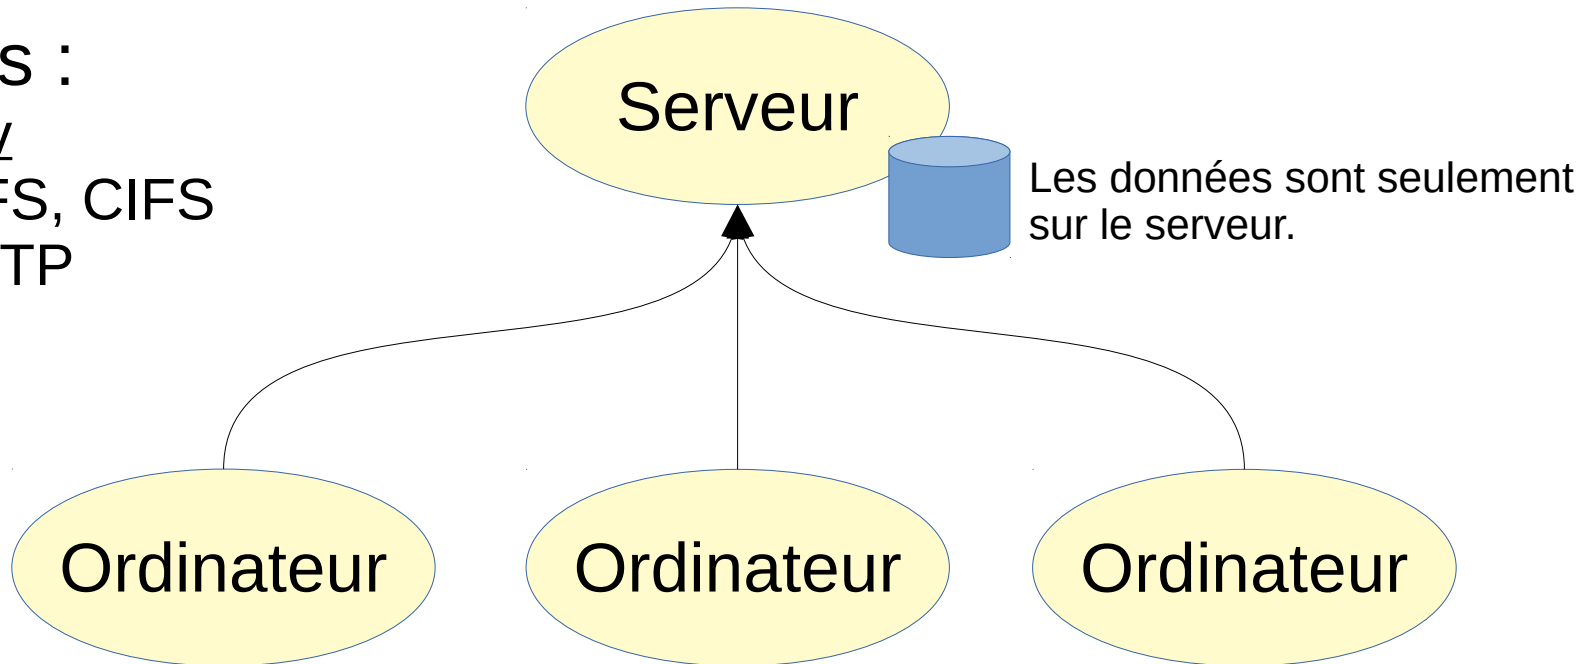 s :
v
FS, CIFS
TP
Serveur
Les données sont seulement
sur le serveur.
Ordinateur
Ordinateur
Ordinateur